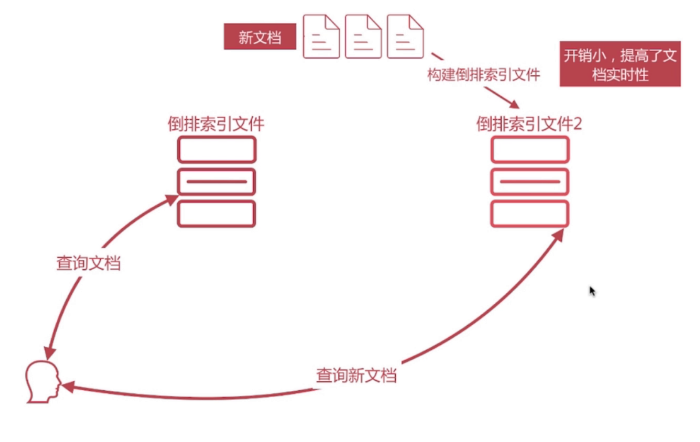 新文档
开销小，提高了文
档实时性
构建倒排索引文件
倒排索引文件
倒排索引文件2
查询文档
查询新文档